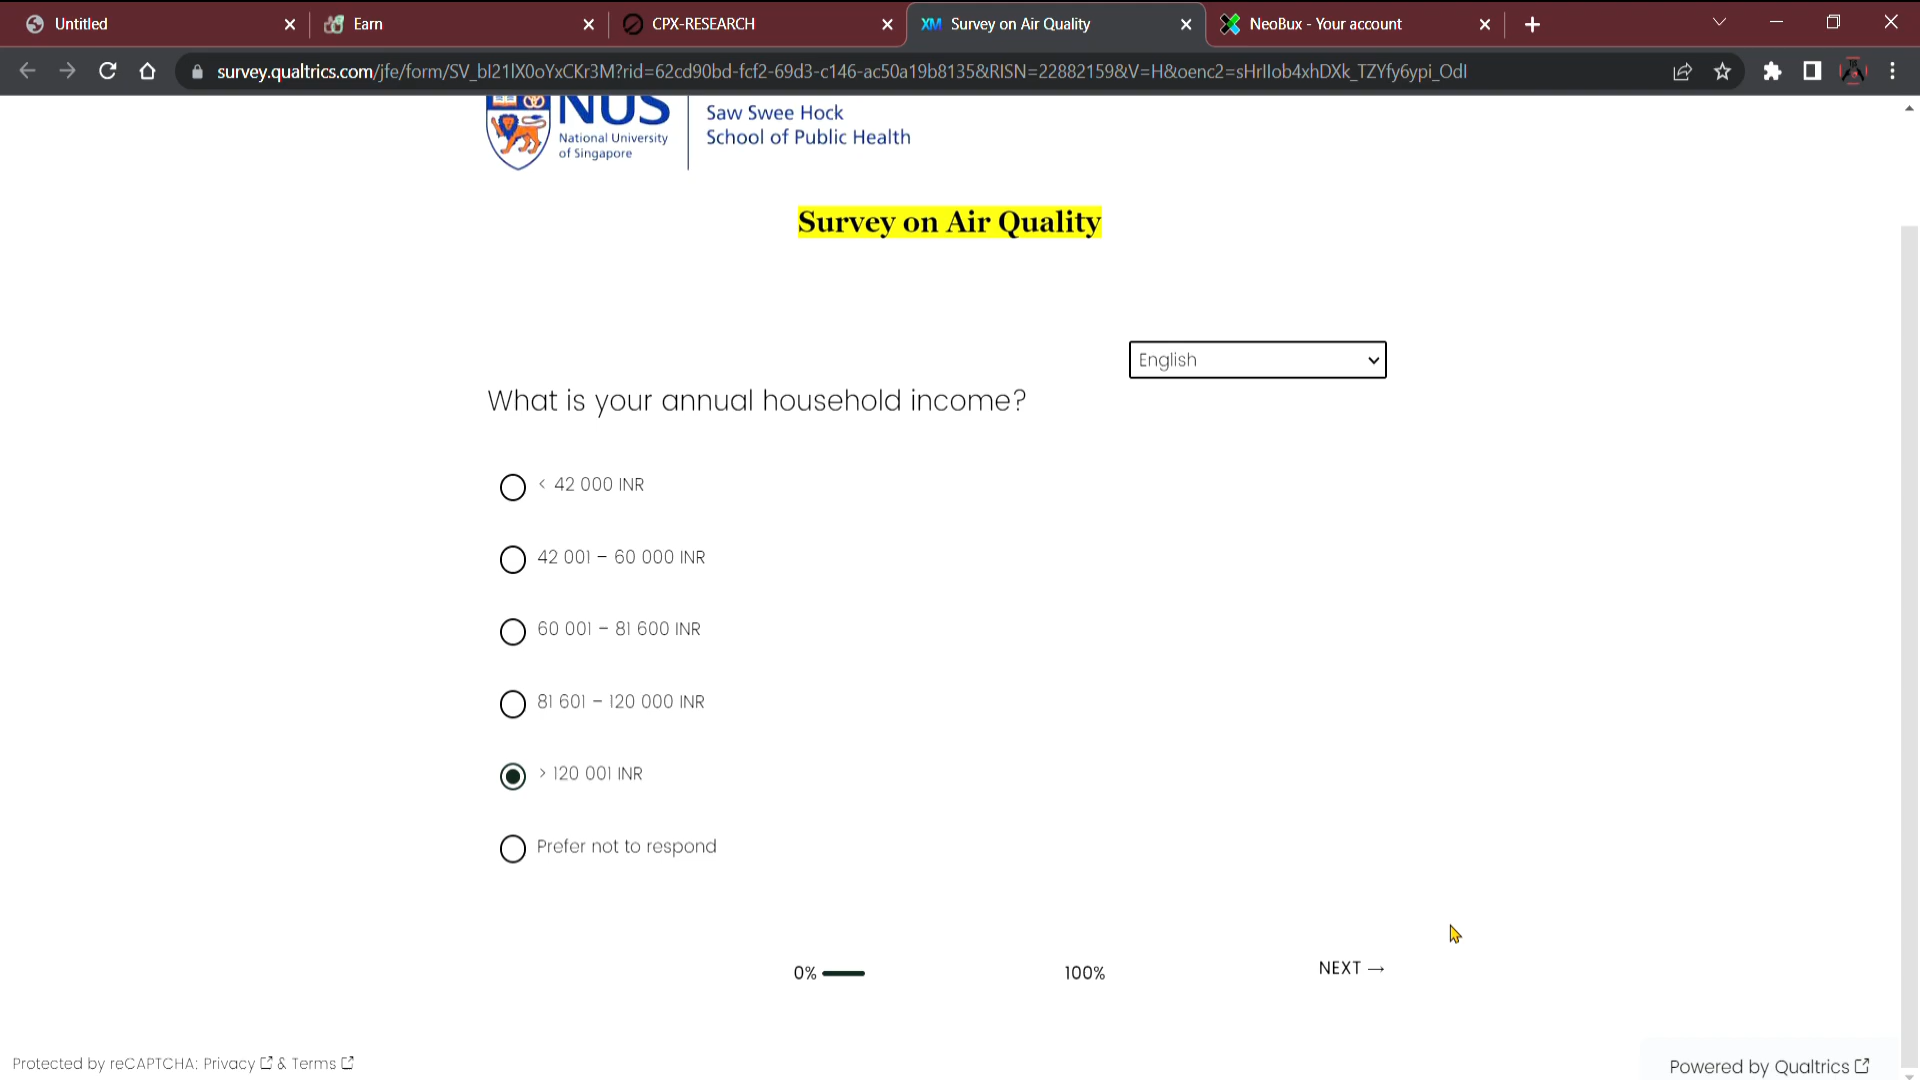 Untitled
Earn
CPX-RESEARCH
XM Survey on Air Quality
NeoBux - Your account
survey.qualtrics.com/jfe/form/SV_bI21lX0oYxCKr3M?rid=62cd90bd-fcf2-69d3-c146-ac50a19b8135&RISN=22882159&V=H&oenc2=sHrIIob4xhDXk_TZYfy6ypi_OdI
NUS
National University
of Singapore
Saw Swee Hock
School of Public Health
Survey on Air Quality
English
What is your annual household income?
< 42 000 INR
42 001 – 60 000 INR
60 001 – 81 600 INR
81 601 – 120 000 INR
> 120 001 INR
Prefer not to respond
0%
100%
NEXT →
Protected by reCAPTCHA: Privacy & Terms
Powered by Qualtrics